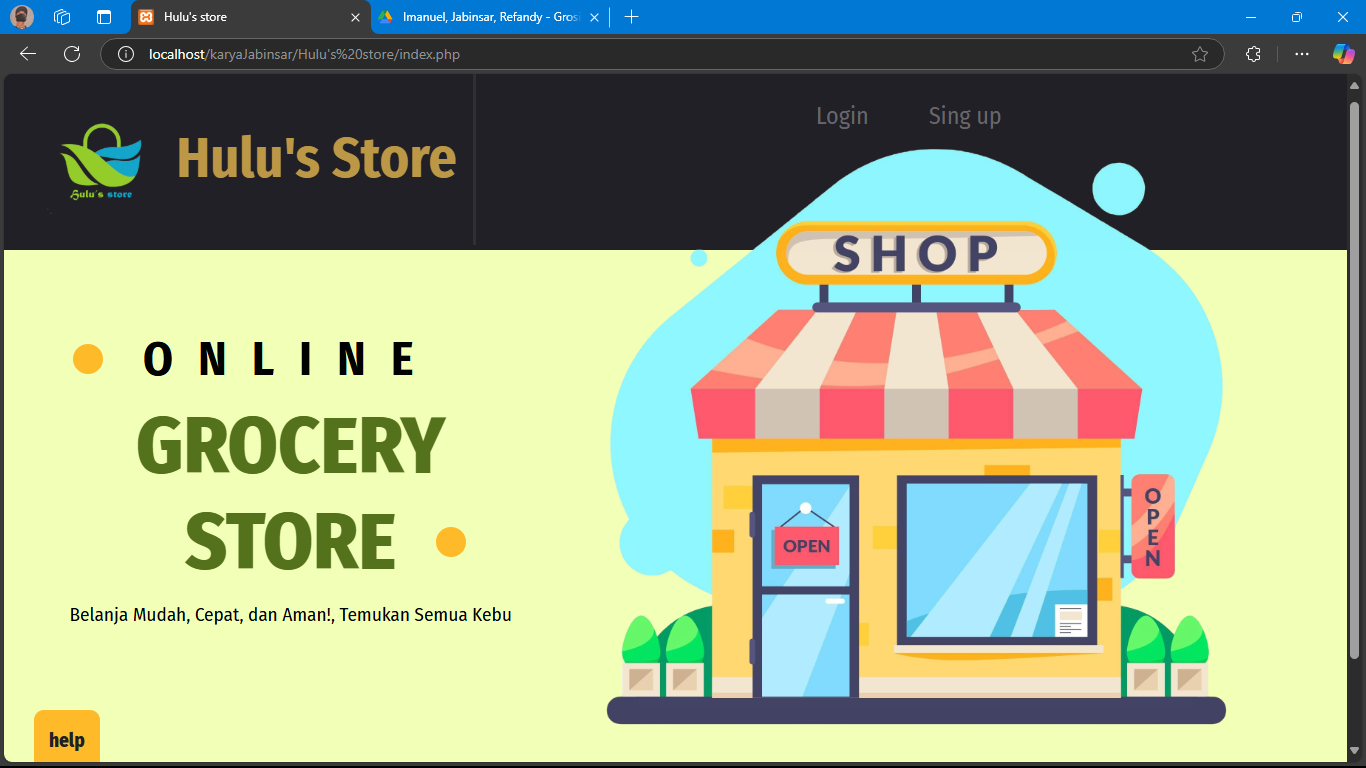 Hulu's store
Imanuel, Jabinsar, Refandy - Gros
localhost/karyaJabinsar/Hulu's%20store/index.php
Hulu's store
Hulu's Store
Login
Sing up
SHOP
ONLINE
GROCERY
STORE
Belanja Mudah, Cepat, dan Aman!, Temukan Semua Kebu
OPEN
OPEN
help